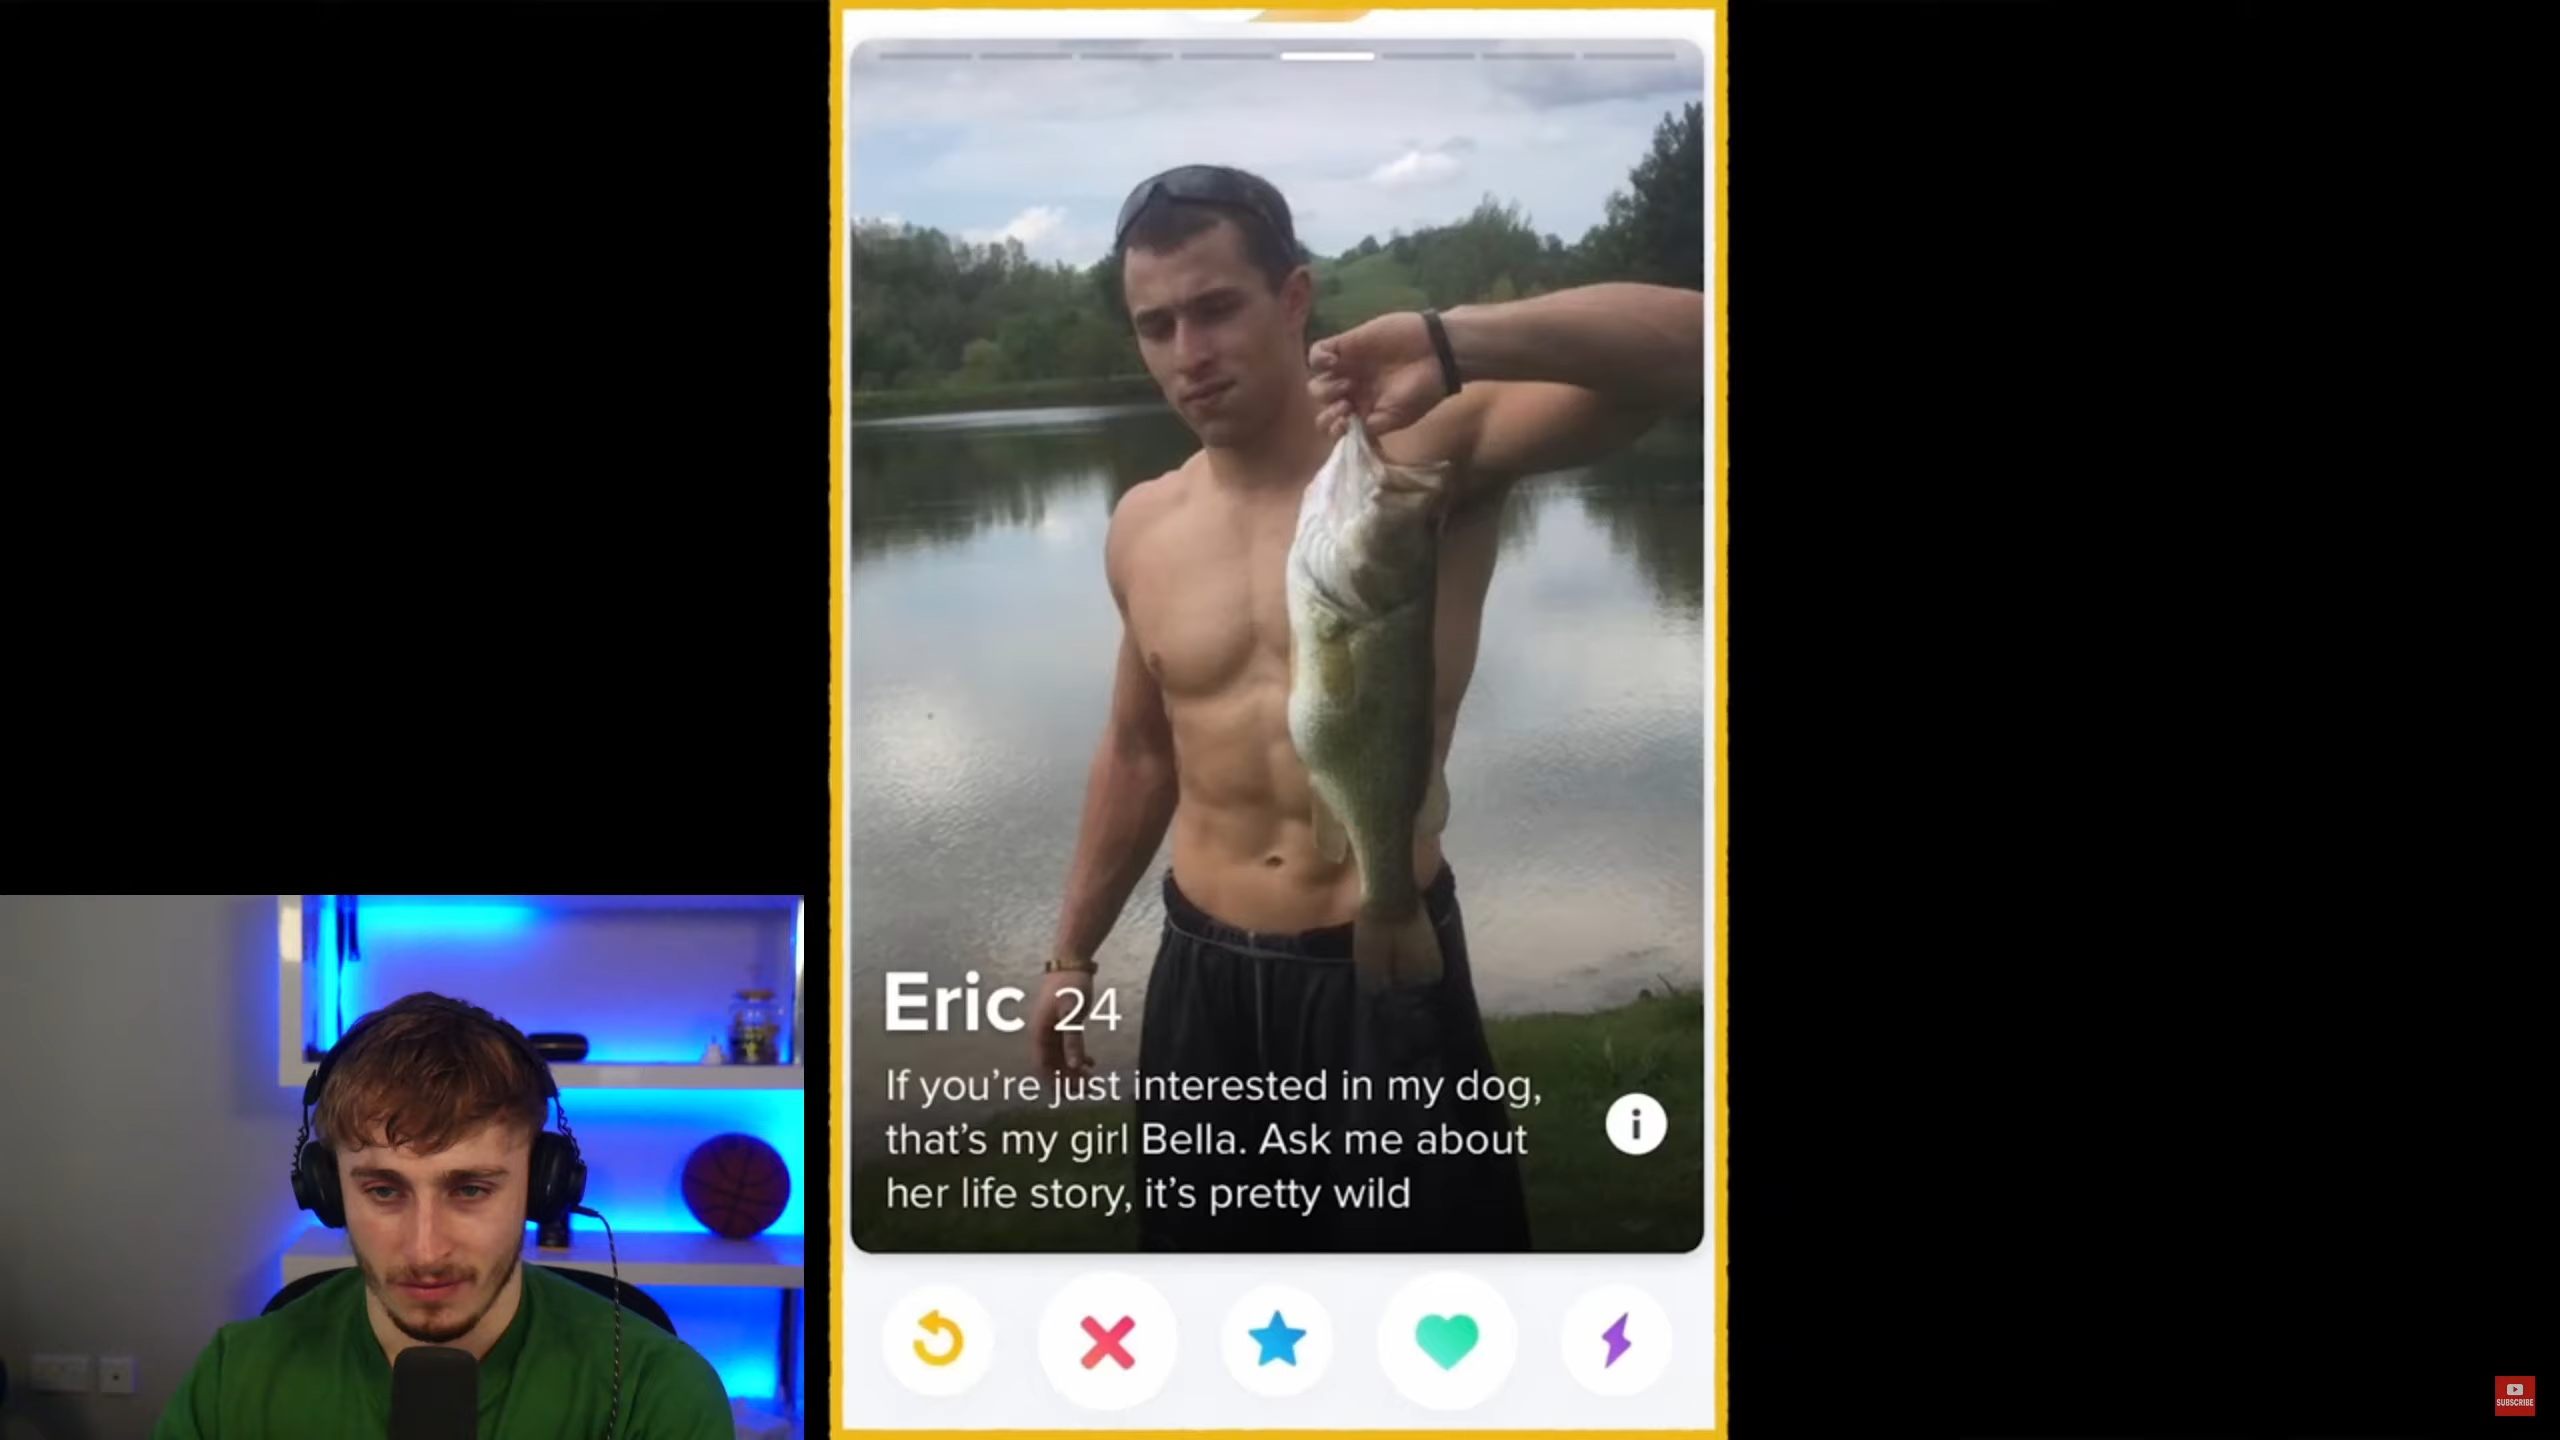 Eric 24
If you're just interested in my dog,
that's my girl Bella. Ask me about
her life story, it's pretty wild
i
SUBSCRIBE